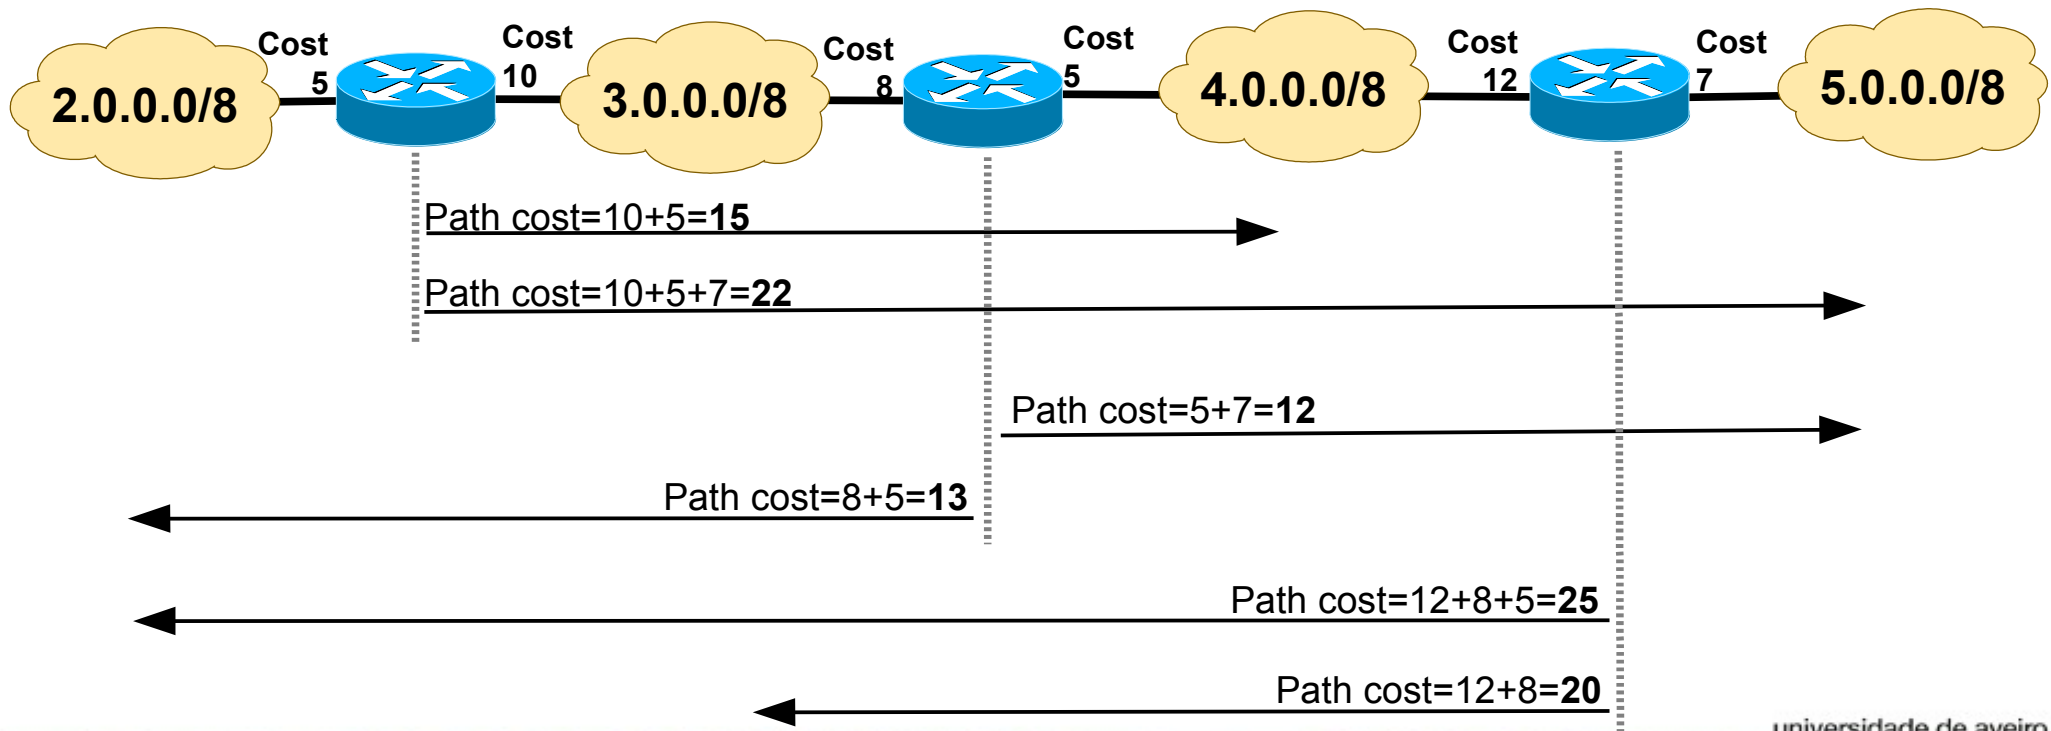 2.0.0.0/8
Cost
5
Cost
10
3.0.0.0/8
Cost
8
Cost
5
4.0.0.0/8
Cost
12
Cost
7
5.0.0.0/8
Path cost=10+5=15
Path cost=10+5+7=22
Path cost=5+7=12
Path cost=8+5=13
Path cost=12+8+5=25
Path cost=12+8=20
universidade de aveiro